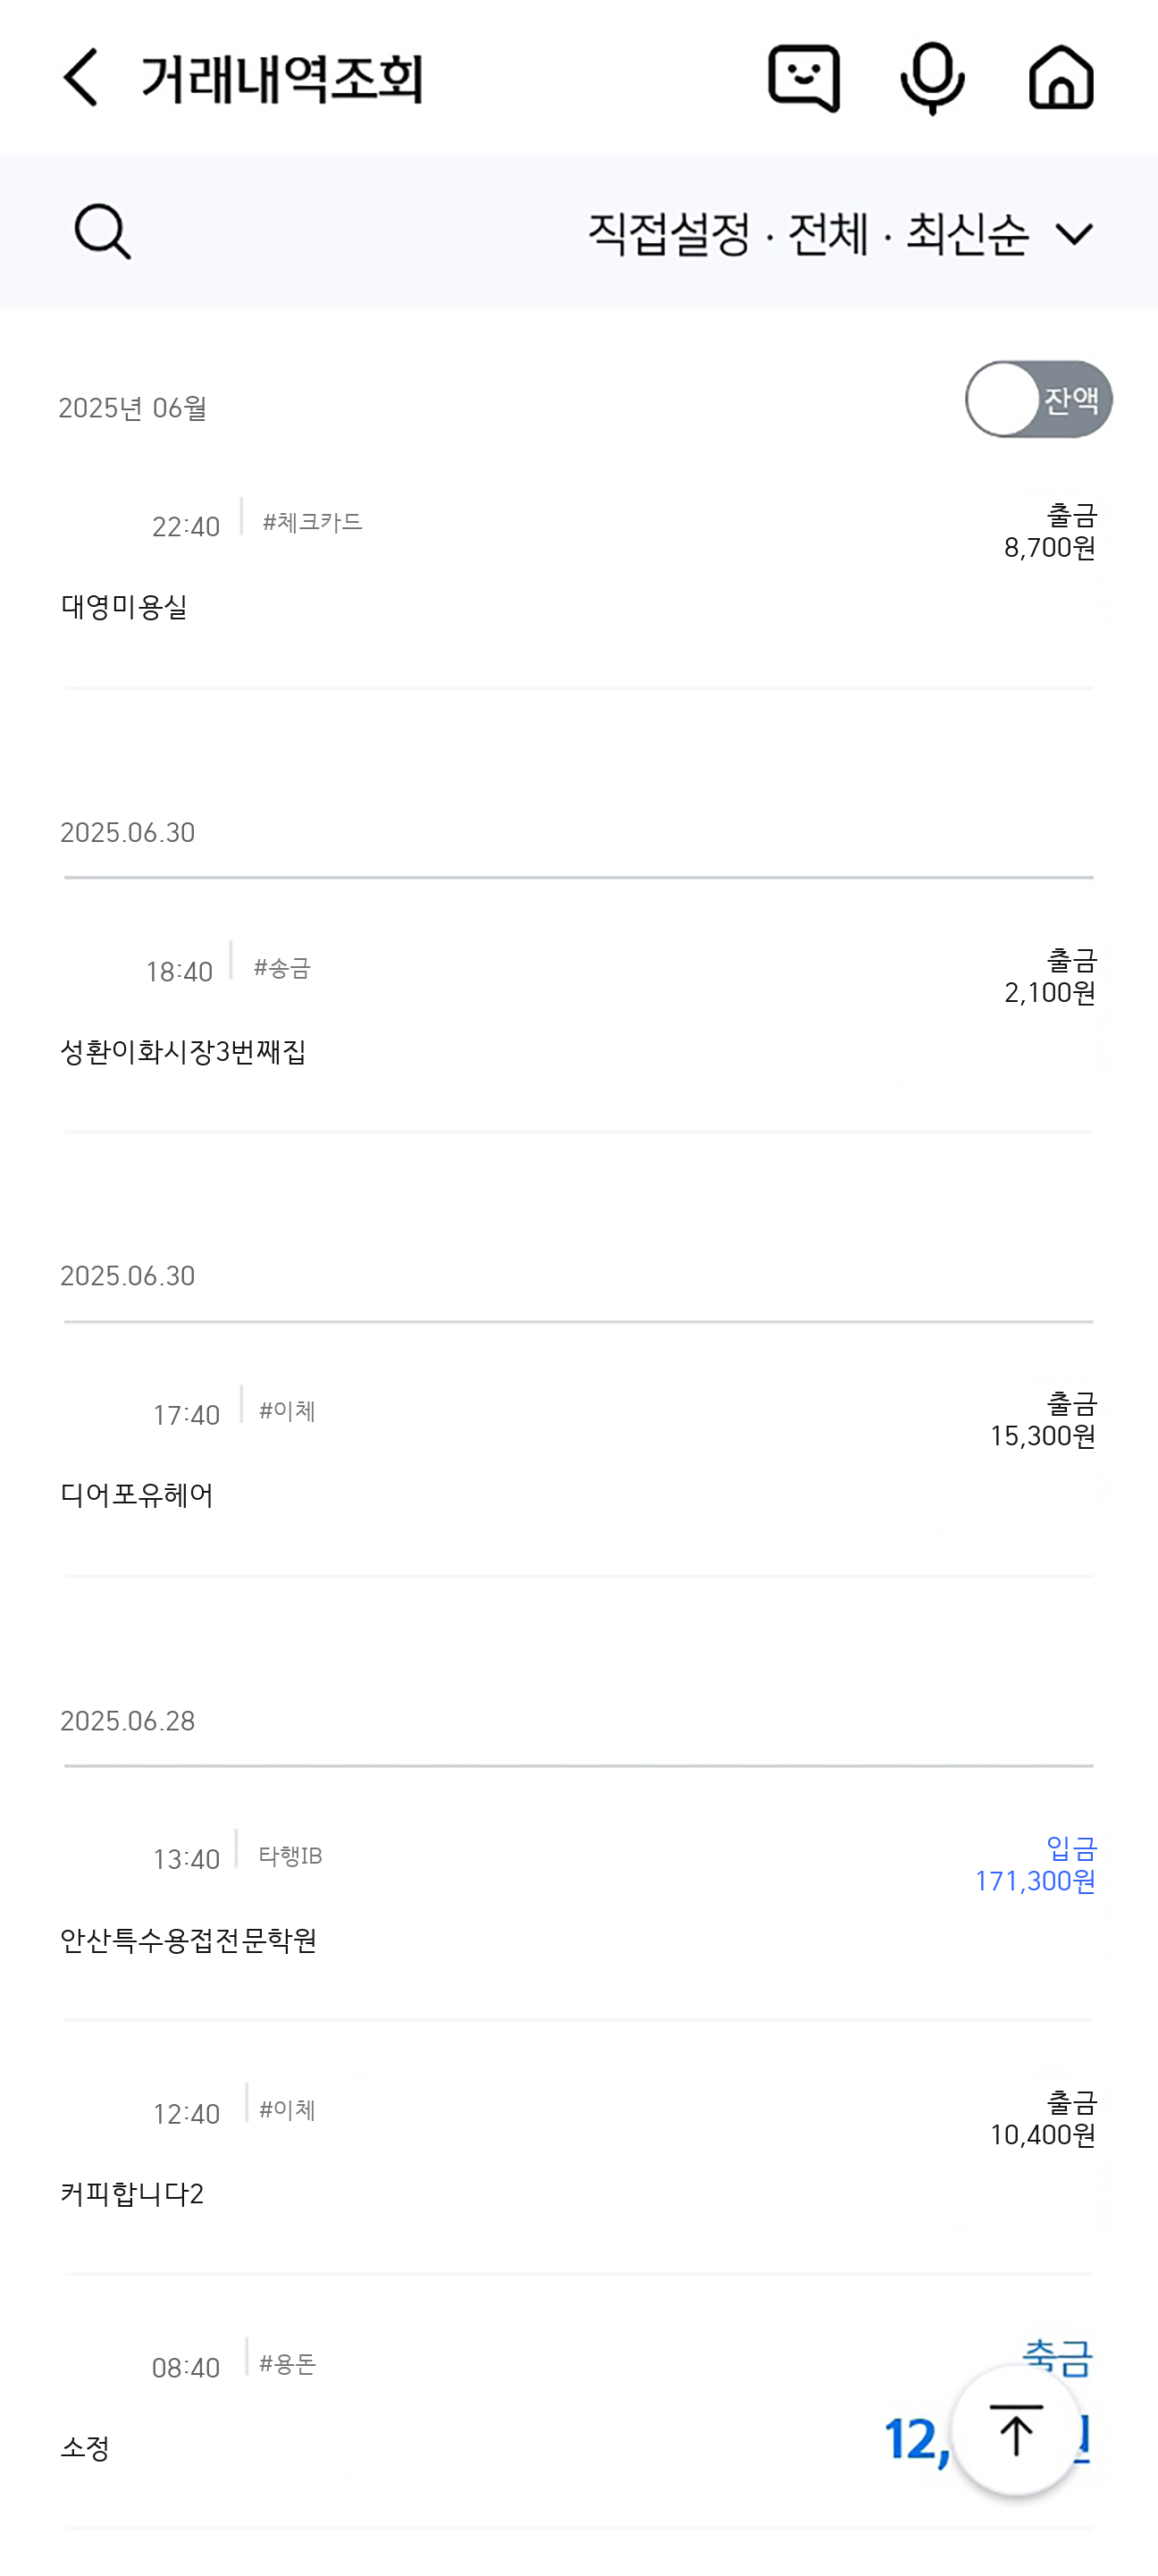 거래내역조회
직접설정 · 전체 · 최신순
2025년 06월
잔액
22:40 #체크카드
출금
8,700원
대영미용실
2025.06.30
18:40 #송금
출금
2,100원
성환이화시장3번째집
2025.06.30
17:40 #이체
출금
15,300원
디어포유헤어
2025.06.28
13:40 타행IB
입금
171,300원
안산특수용접전문학원
12:40 #이체
출금
10,400원
커피합니다2
08:40 #용돈
12,
소정